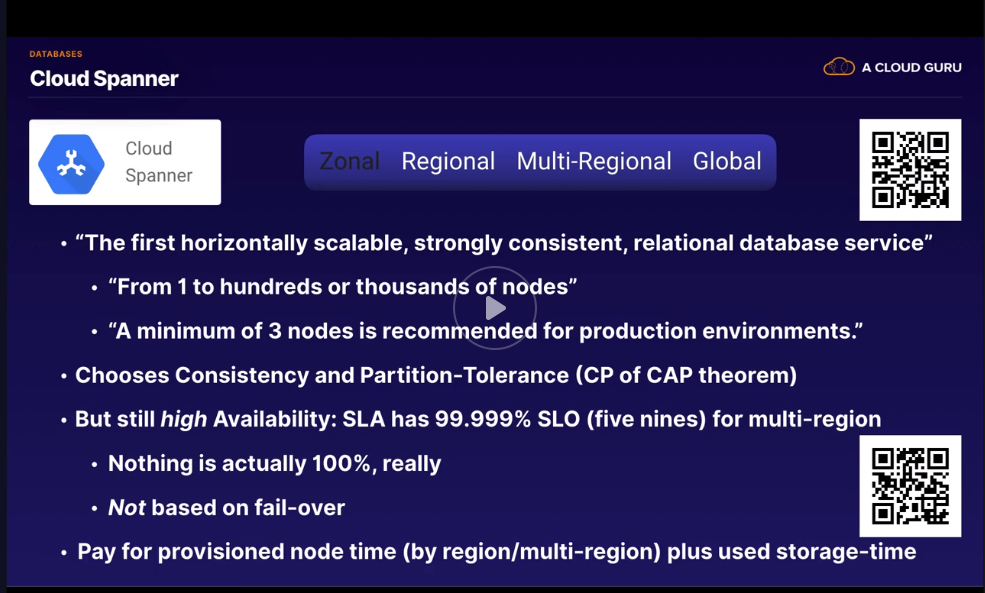 DATABASES
Cloud Spanner
A CLOUD GURU
Cloud
Spanner
Zonal Regional Multi-Regional Global
• “The first horizontally scalable, strongly consistent, relational database service”
• “From 1 to hundreds or thousands of nodes”
• “A minimum of 3 nodes is recommended for production environments.”
• Chooses Consistency and Partition-Tolerance (CP of CAP theorem)
• But still high Availability: SLA has 99.999% SLO (five nines) for multi-region
• Nothing is actually 100%, really
• Not based on fail-over
• Pay for provisioned node time (by region/multi-region) plus used storage-time